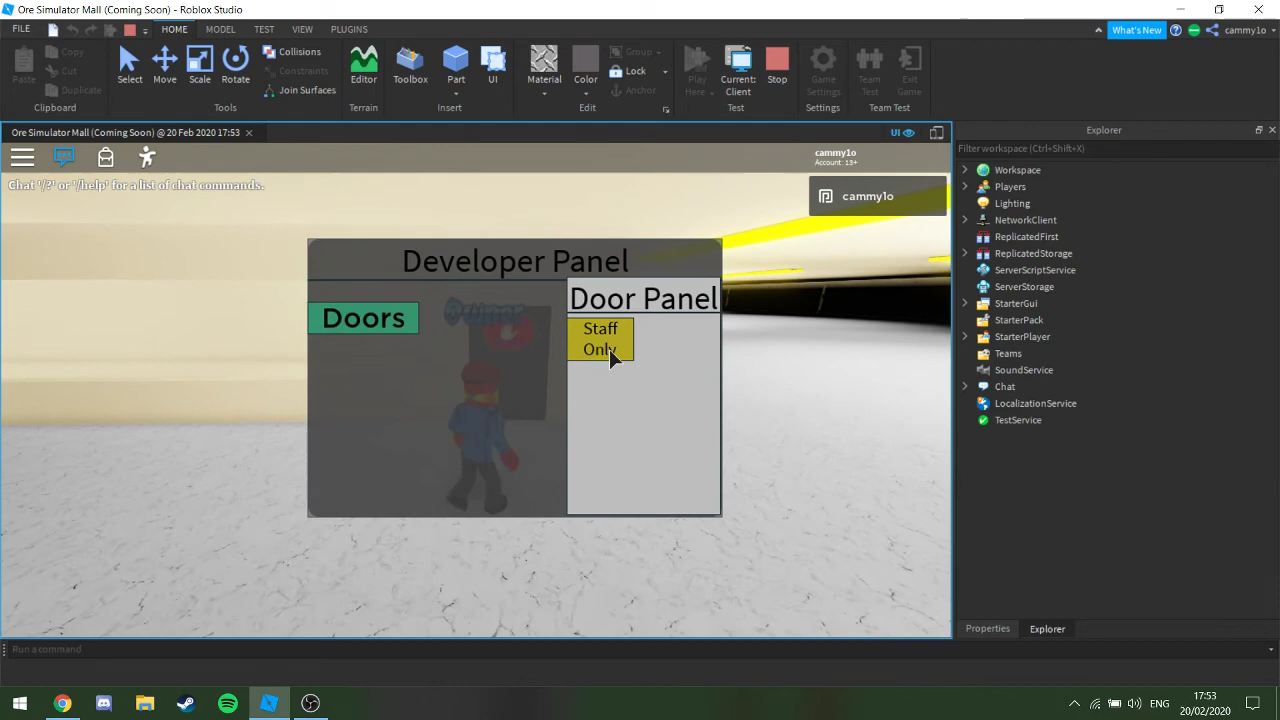 Ore Simulator Mall (Coming Soon) - Roblox Studio
FILE HOME MODEL TEST VIEW PLUGINS What's New cammy1o
Paste Copy Cut Duplicate
Select Move Scale Rotate
Collisions Constraints Join Surfaces
Editor Toolbox Part UI Material Color
Group Lock Anchor
Play Here Current: Client Stop Game Settings Team Test Exit Game
Clipboard Tools Terrain Insert Edit Test Settings Team Test
Ore Simulator Mall (Coming Soon) @ 20 Feb 2020 17:53 UI
cammy1o
Account: 13+
Chat '/?' or '/help' for a list of chat commands.
cammy1o
Developer Panel
Doors
Owner
Door Panel
Staff
Only
Explorer
Filter workspace (Ctrl+Shift+X)
Workspace
Players
Lighting
NetworkClient
ReplicatedFirst
ReplicatedStorage
ServerScriptService
ServerStorage
StarterGui
StarterPack
StarterPlayer
Teams
SoundService
Chat
LocalizationService
TestService
Properties Explorer
Run a command
ENG
17:53
20/02/2020